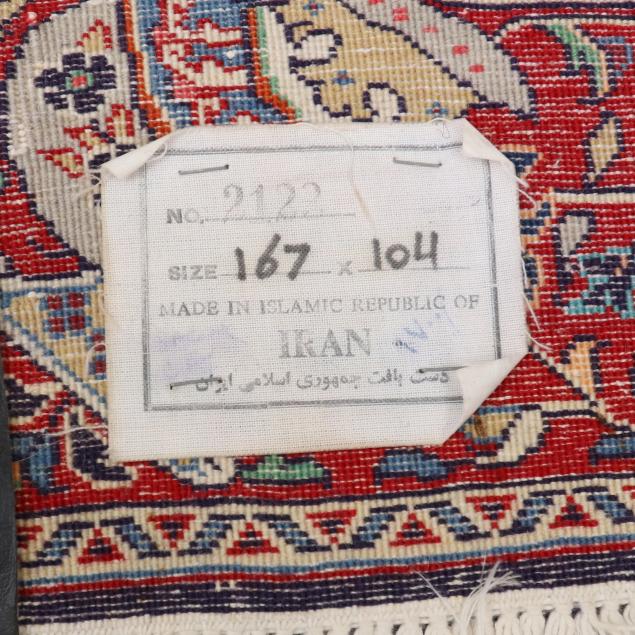 NO. 2122
SIZE 167 x 104
MADE IN ISLAMIC REPUBLIC OF
IRAN
دست بافت جمهوری اسلامی ایران